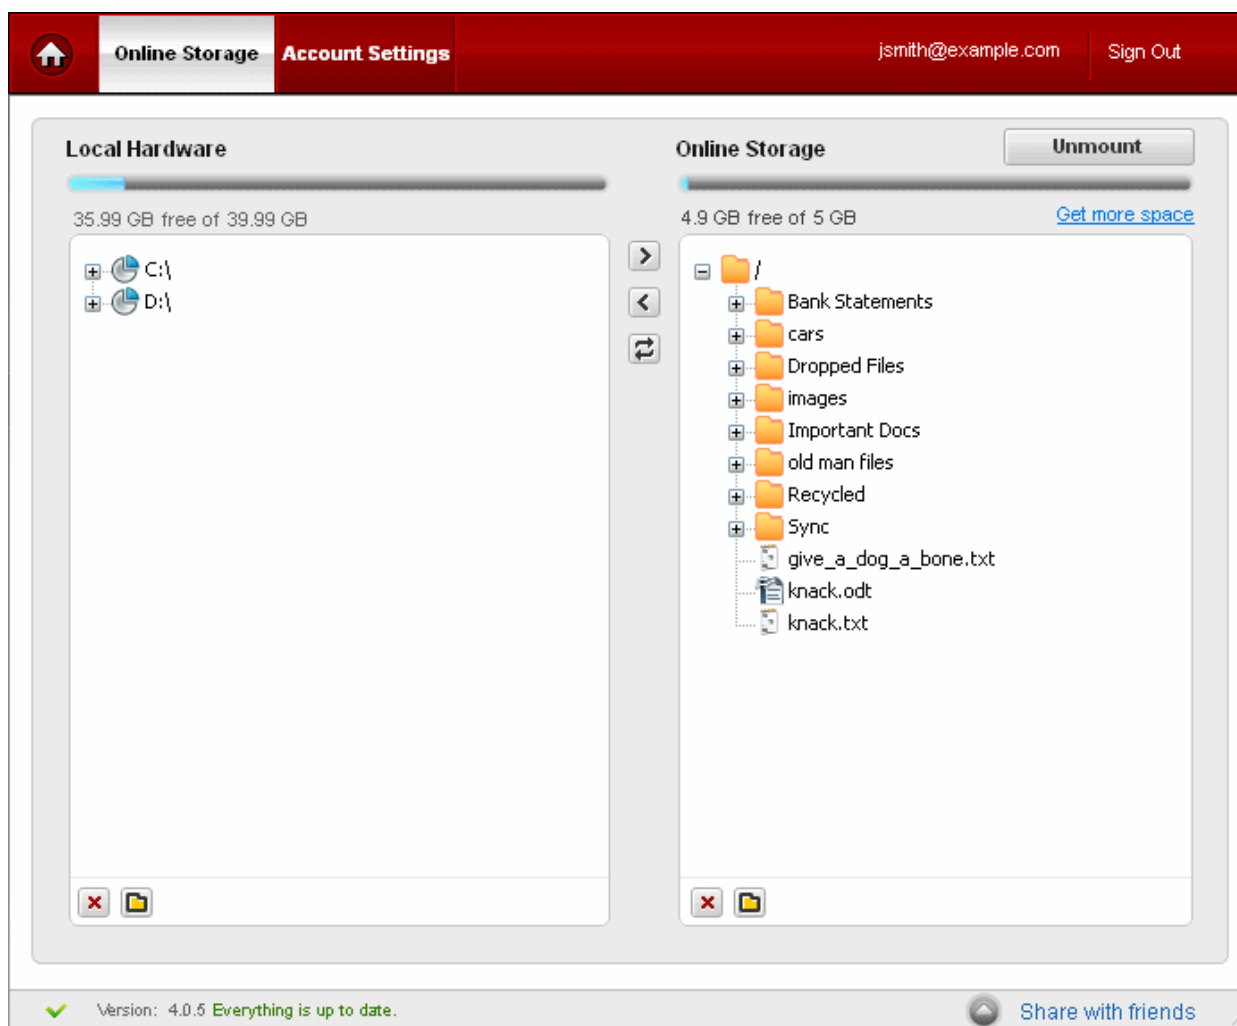 Online Storage Account Settings jsmith@example.com Sign Out
Local Hardware
35.99 GB free of 39.99 GB
C:\
D:\
Online Storage Unmount
4.9 GB free of 5 GB Get more space
/
Bank Statements
cars
Dropped Files
images
Important Docs
old man files
Recycled
Sync
give_a_dog_a_bone.txt
knack.odt
knack.txt
Version: 4.0.5 Everything is up to date. Share with friends